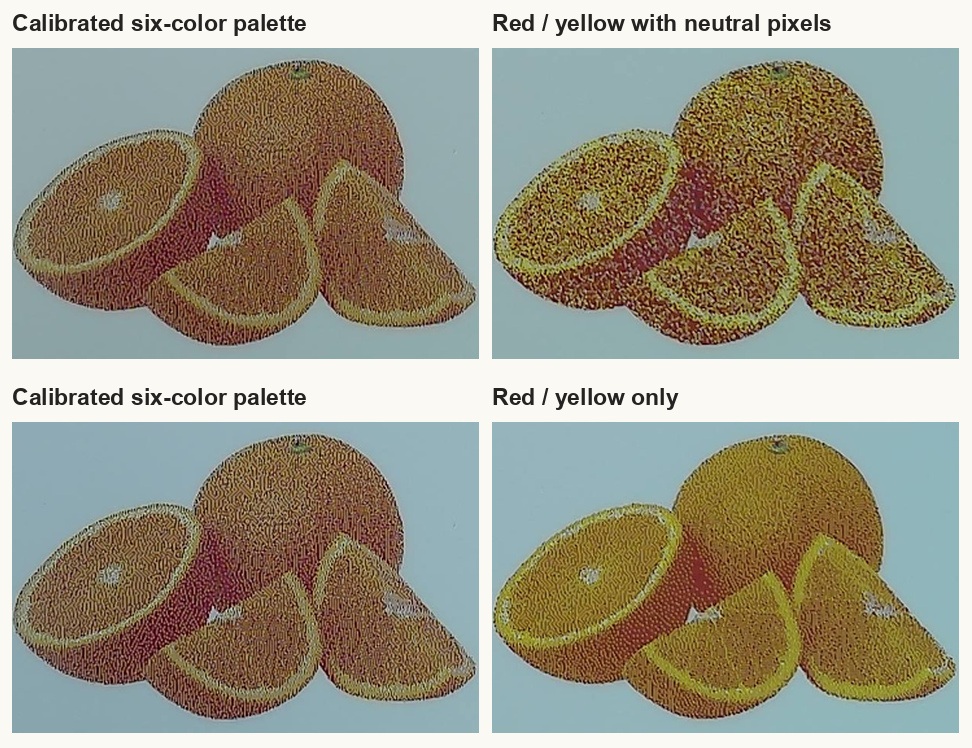 Calibrated six-color palette
Red / yellow with neutral pixels
Calibrated six-color palette
Red / yellow only